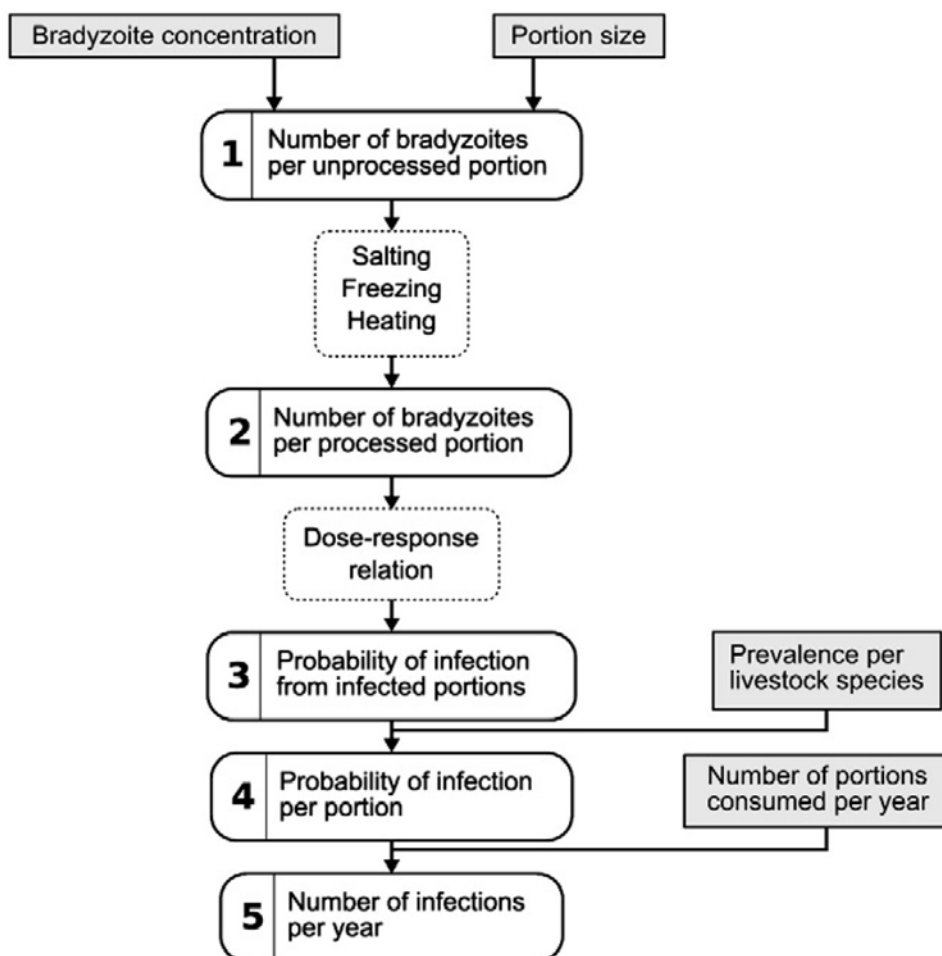 Bradyzoite concentration
Portion size
1
Number of bradyzoites
per unprocessed portion
Salting
Freezing
Heating
2
Number of bradyzoites
per processed portion
Dose-response
relation
3
Probability of infection
from infected portions
Prevalence per
livestock species
4
Probability of infection
per portion
Number of portions
consumed per year
5
Number of infections
per year